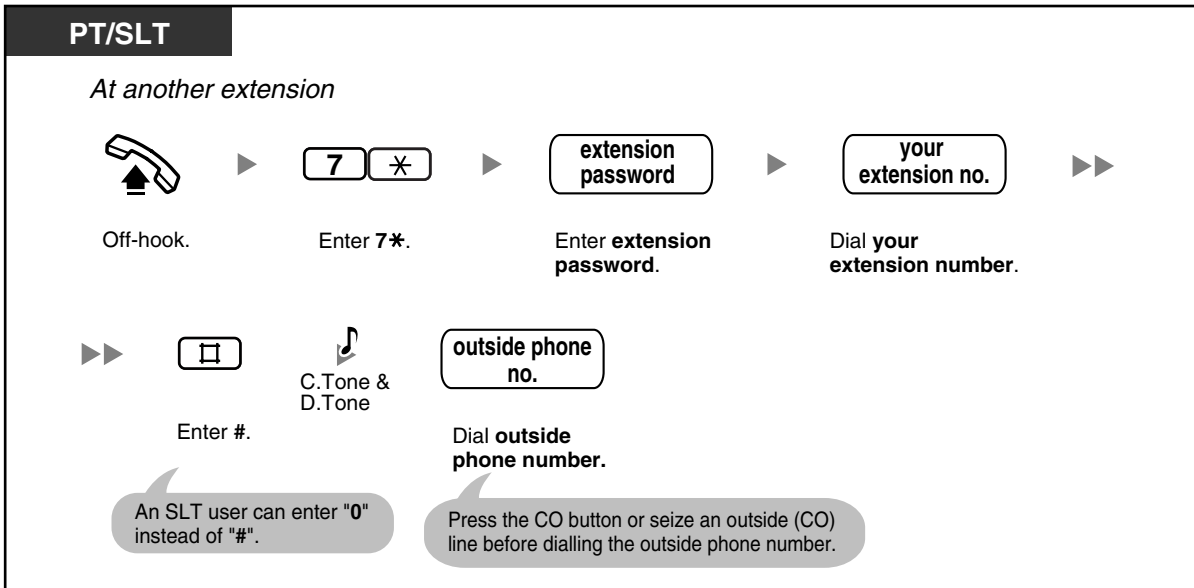 PT/SLT
At another extension
7 ✳
extension
password
your
extension no.
Off-hook.
Enter 7✳.
Enter extension
password.
Dial your
extension number.
#
C.Tone &
D.Tone
outside phone
no.
Enter #.
Dial outside
phone number.
An SLT user can enter "0"
instead of "#".
Press the CO button or seize an outside (CO)
line before dialling the outside phone number.